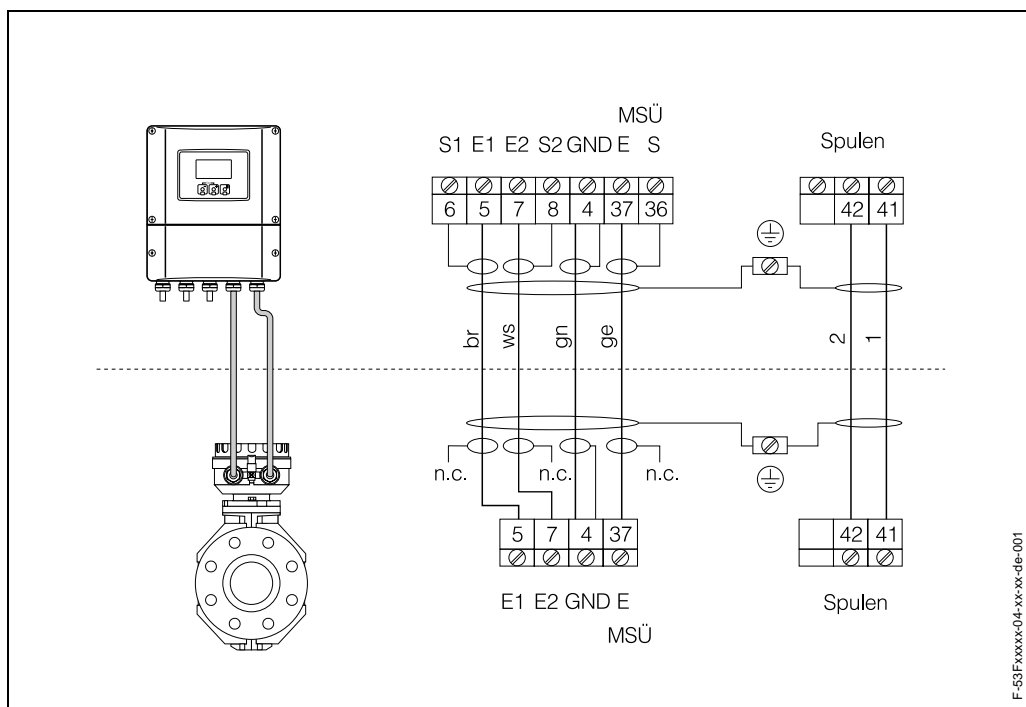 MSÜ
S1 E1 E2 S2 GND E S
Spulen
6 5 7 8 4 37 36
42 41
br ws gn ge
2 1
n.c. n.c. n.c.
5 7 4 37
42 41
E1 E2 GND E
Spulen
MSÜ
F-53Fxxxxx-04-xx-xx-de-001